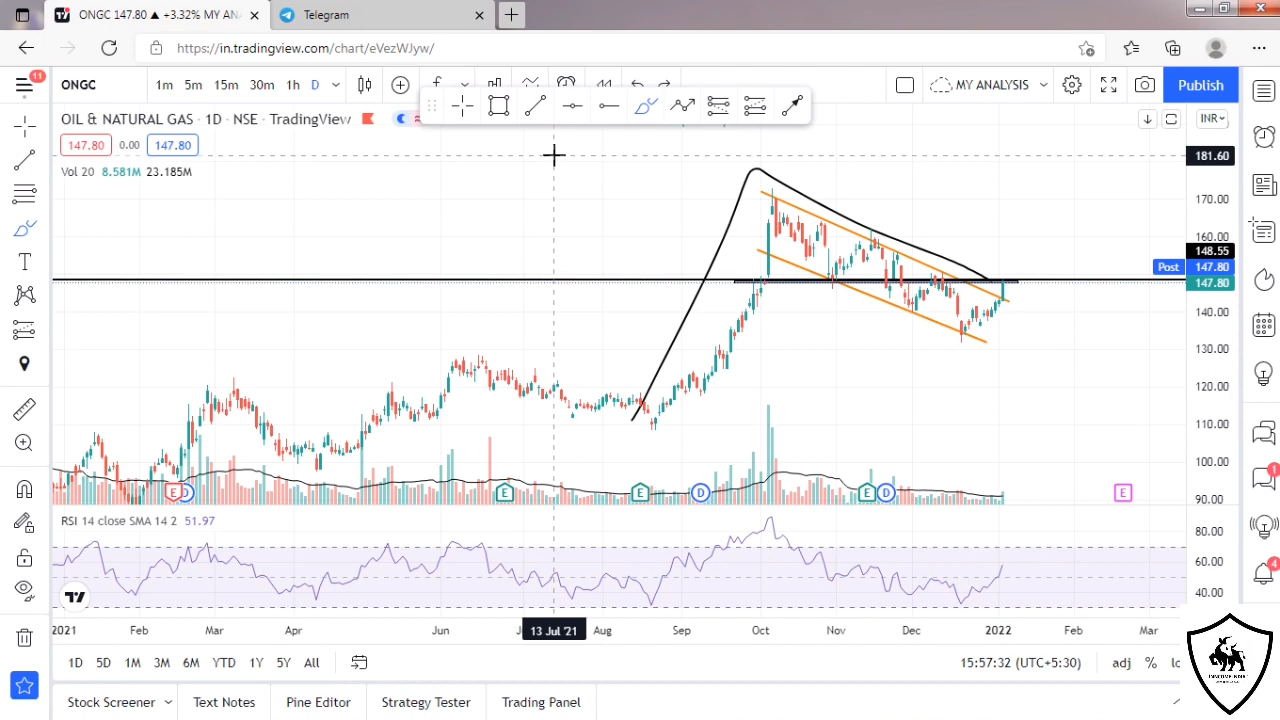 ONGC 147.80 ▲ +3.32% MY ANA
Telegram
https://in.tradingview.com/chart/eVezWJyw/
11
ONGC
1m 5m 15m 30m 1h D
MY ANALYSIS
Publish
OIL & NATURAL GAS · 1D · NSE · TradingView
INR
147.80 0.00 147.80
Vol 20 8.581M 23.185M
181.60
170.00
160.00
148.55
Post 147.80
147.80
140.00
130.00
120.00
110.00
100.00
90.00
E D E E D E D E
RSI 14 close SMA 14 2 51.97
80.00
60.00
40.00
1
4
2021 Feb Mar Apr Jun 13 Jul '21 Aug Sep Oct Nov Dec 2022 Feb Mar
1D 5D 1M 3M 6M YTD 1Y 5Y All
15:57:32 (UTC+5:30) adj % lo
Stock Screener Text Notes Pine Editor Strategy Tester Trading Panel